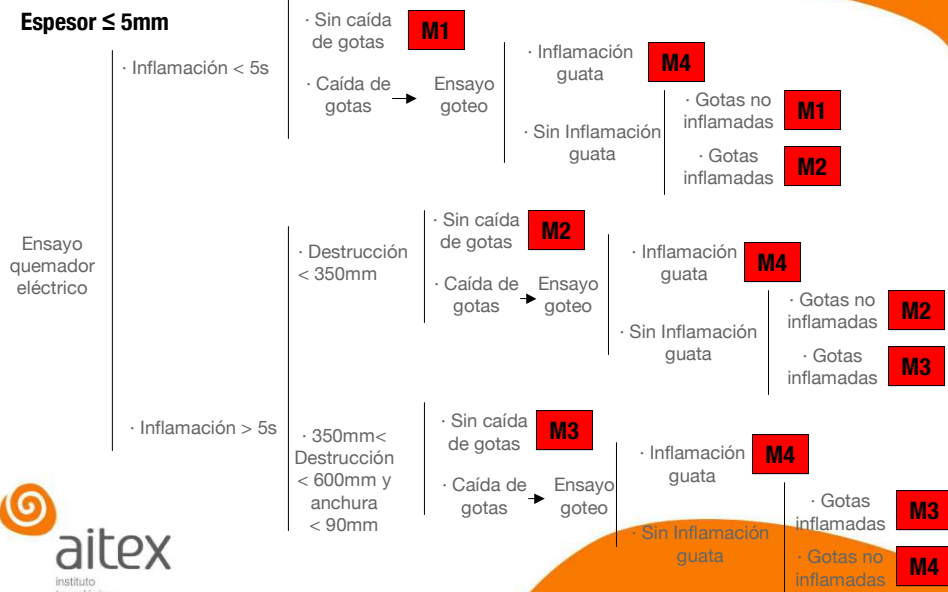 Espesor ≤ 5mm
Ensayo
quemador
eléctrico
· Inflamación < 5s
· Sin caída
de gotas
M1
· Caída de
gotas
Ensayo
goteo
· Inflamación
guata
M4
· Sin Inflamación
guata
· Gotas no
inflamadas
M1
· Gotas
inflamadas
M2
· Inflamación > 5s
· Destrucción
< 350mm
· Sin caída
de gotas
M2
· Caída de
gotas
Ensayo
goteo
· Inflamación
guata
M4
· Sin Inflamación
guata
· Gotas no
inflamadas
M2
· Gotas
inflamadas
M3
· 350mm<
Destrucción
< 600mm y
anchura
< 90mm
· Sin caída
de gotas
M3
· Caída de
gotas
Ensayo
goteo
· Inflamación
guata
M4
· Sin Inflamación
guata
· Gotas
inflamadas
M3
· Gotas no
inflamadas
M4
aitex
instituto